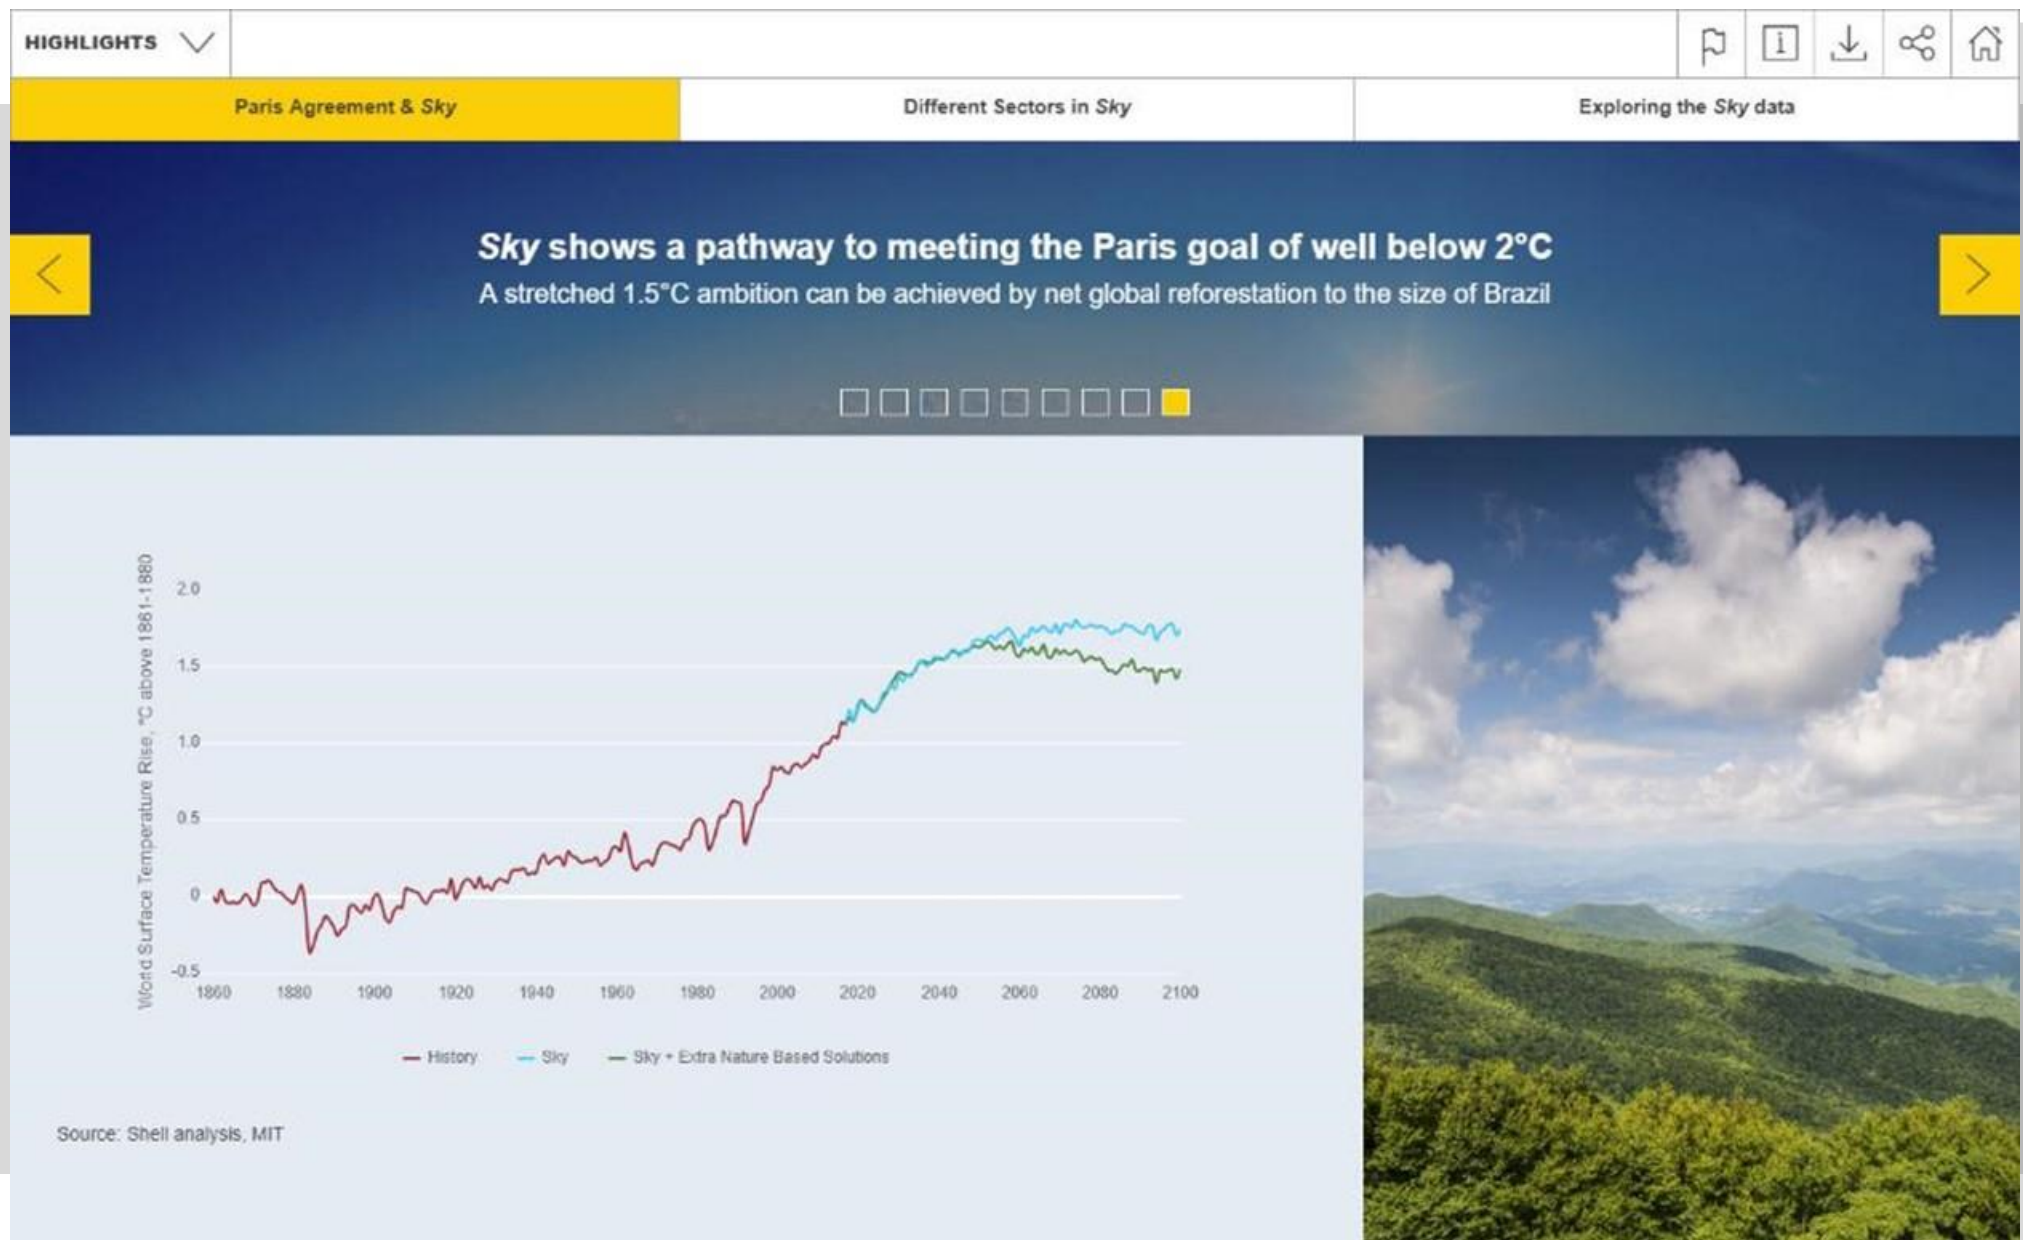 HIGHLIGHTS
Paris Agreement & Sky
Different Sectors in Sky
Exploring the Sky data
Sky shows a pathway to meeting the Paris goal of well below 2°C
A stretched 1.5°C ambition can be achieved by net global reforestation to the size of Brazil
World Surface Temperature Rise, °C above 1861-1880
2.0
1.5
1.0
0.5
0
-0.5
1860 1880 1900 1920 1940 1960 1980 2000 2020 2040 2060 2080 2100
History Sky Sky + Extra Nature Based Solutions
Source: Shell analysis, MIT